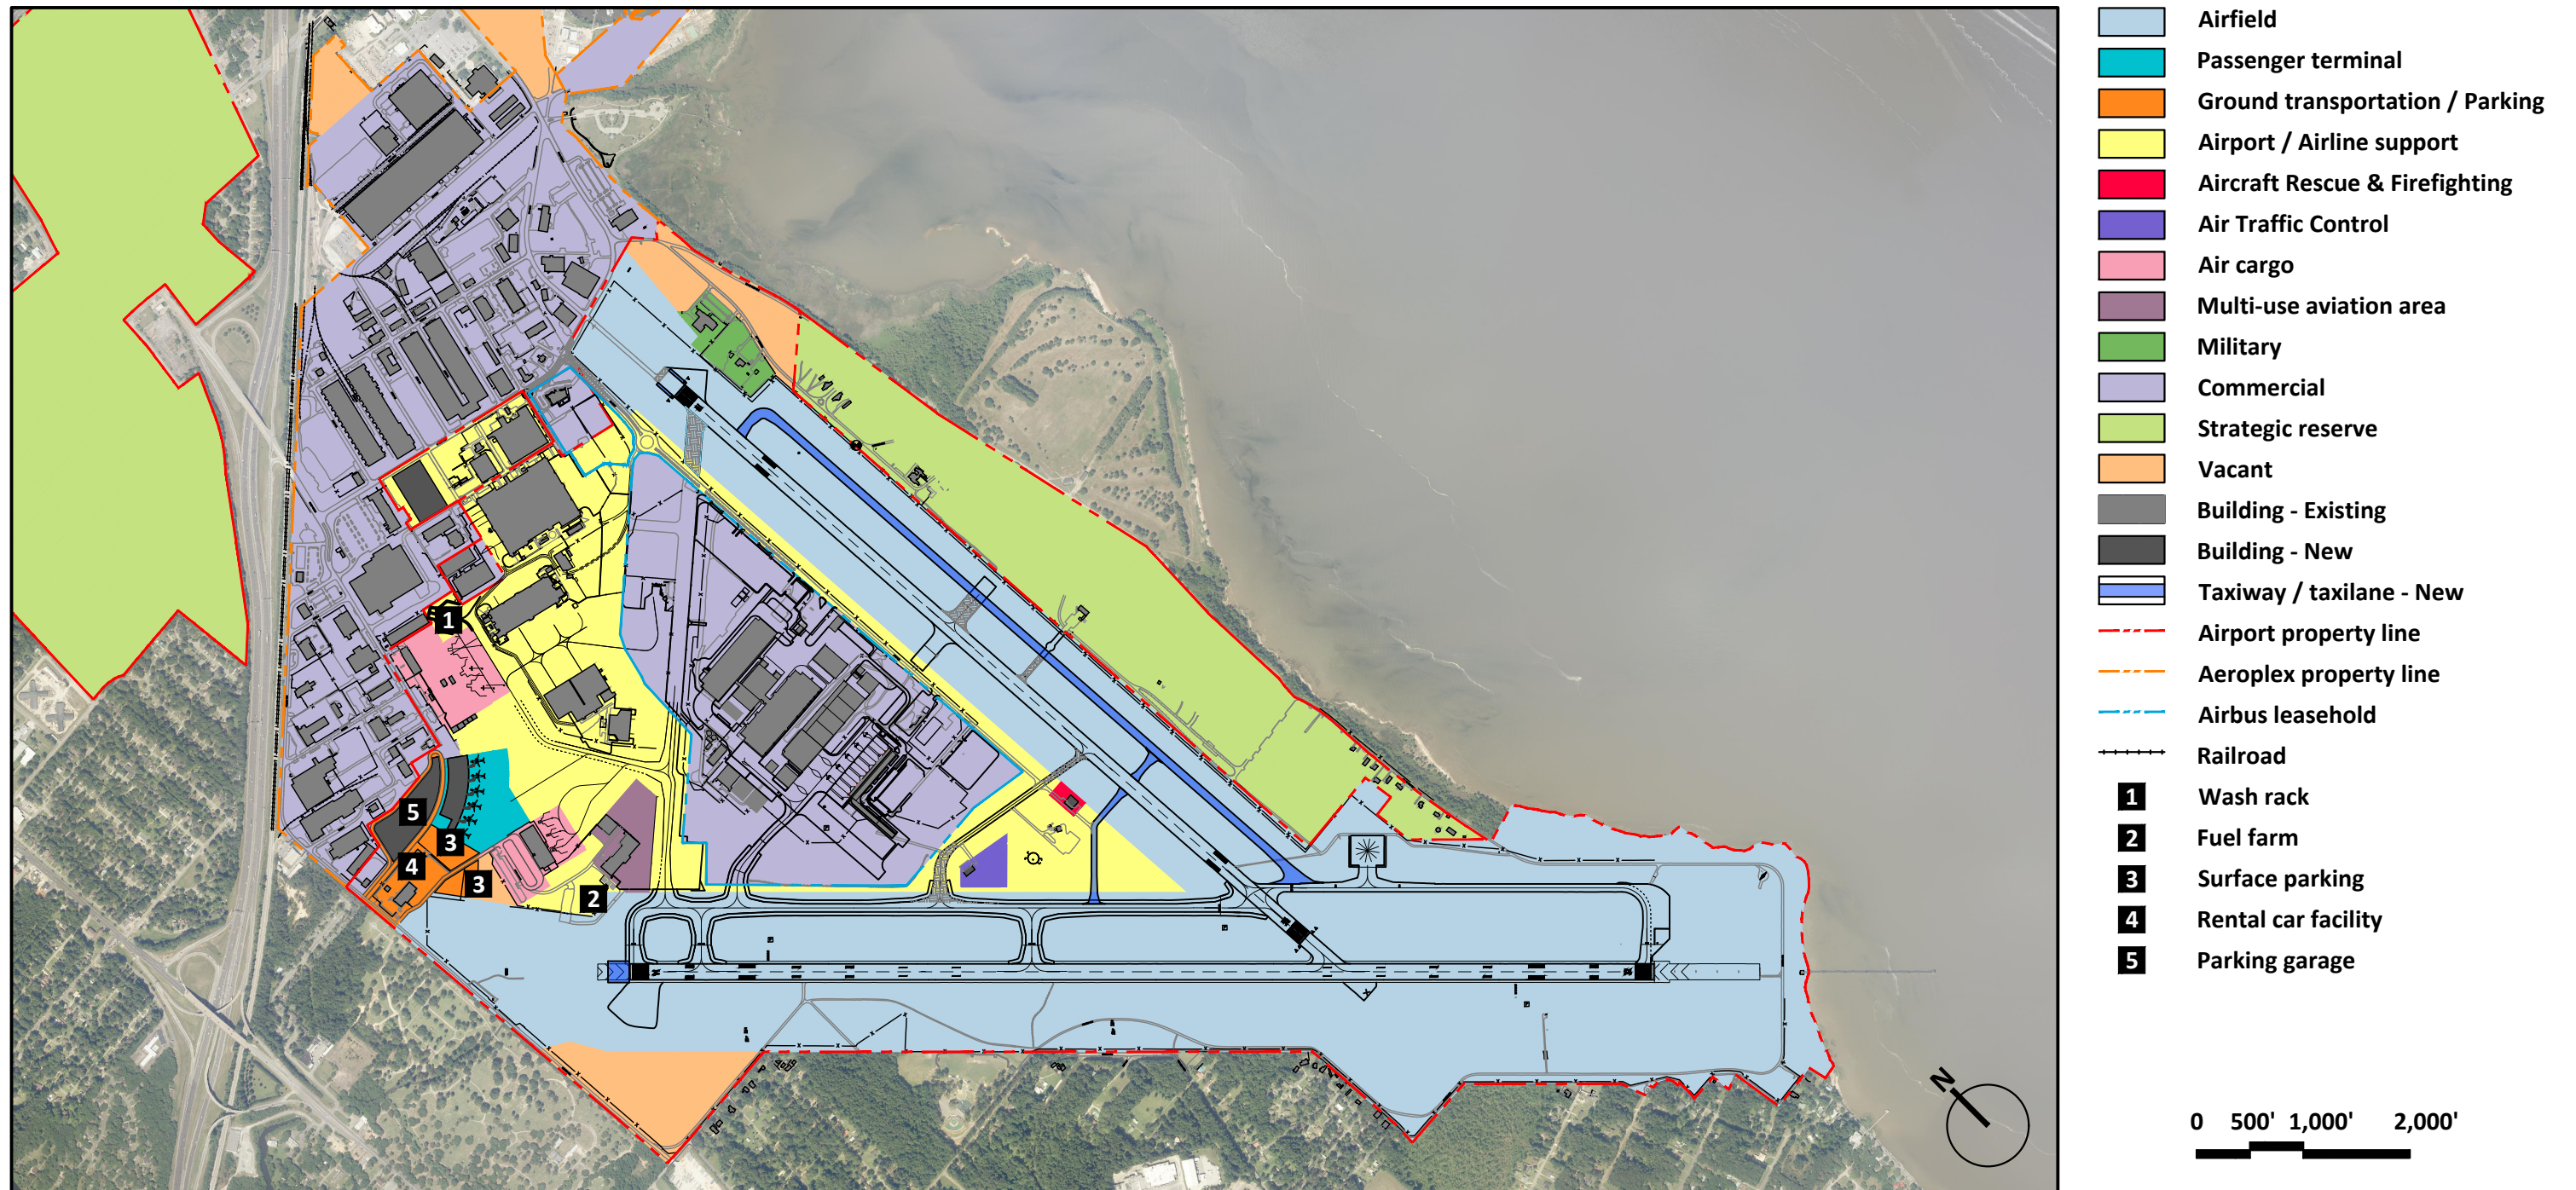 Airfield
Passenger terminal
Ground transportation / Parking
Airport / Airline support
Aircraft Rescue & Firefighting
Air Traffic Control
Air cargo
Multi-use aviation area
Military
Commercial
Strategic reserve
Vacant
Building - Existing
Building - New
Taxiway / taxilane - New
Airport property line
Aeroplex property line
Airbus leasehold
Railroad
1 Wash rack
2 Fuel farm
3 Surface parking
4 Rental car facility
5 Parking garage
1
5
3
4
3
2
N
0 500' 1,000' 2,000'